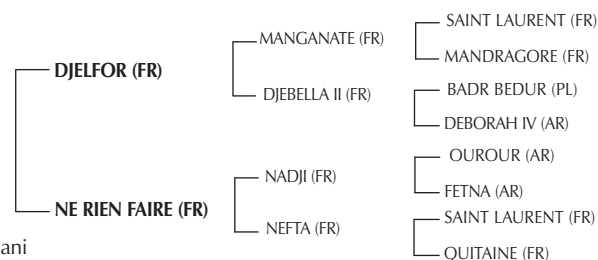 SAINT LAURENT (FR)
MANGANATE (FR)
MANDRAGORE (FR)
DJELFOR (FR)
BADR BEDUR (PL)
DJEBELLA II (FR)
DEBORAH IV (AR)
OUROUR (AR)
NADJI (FR)
FETNA (AR)
NE RIEN FAIRE (FR)
SAINT LAURENT (FR)
NEFTA (FR)
ani
QUITAINE (FR)